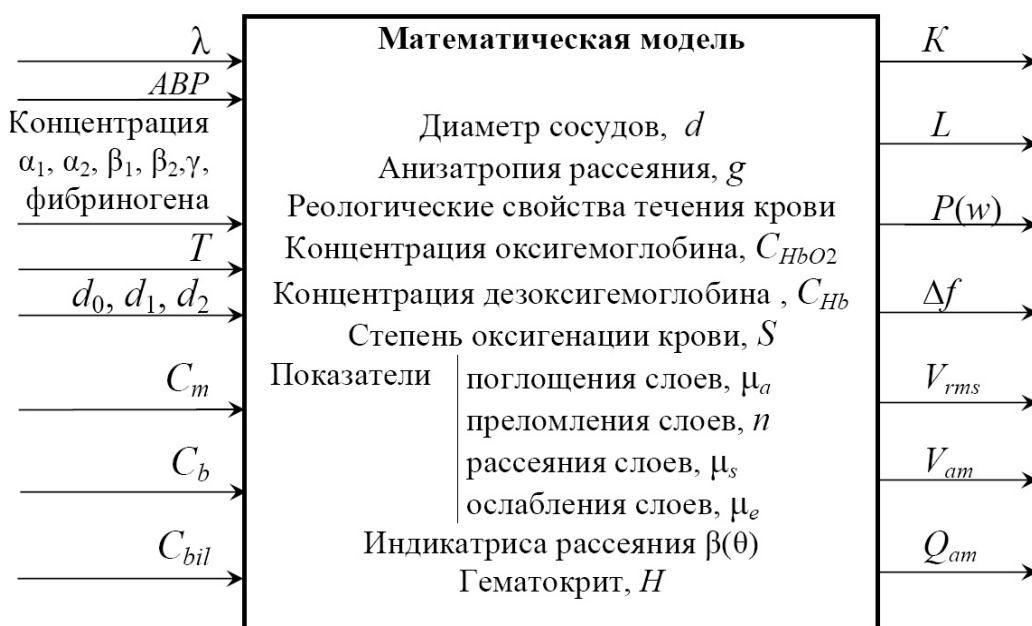 λ
ABP
Концентрация
α1, α2, β1, β2,γ,
фибриногена
T
d0, d1, d2
Cm
Cb
Cbil
Математическая модель
Диаметр сосудов, d
Анизатропия рассеяния, g
Реологические свойства течения крови
Концентрация оксигемоглобина, CHbO2
Концентрация дезоксигемоглобина , CHb
Степень оксигенации крови, S
Показатели
поглощения слоев, μa
преломления слоев, n
рассеяния слоев, μs
ослабления слоев, μe
Индикатриса рассеяния β(θ)
Гематокрит, H
K
L
P(w)
Δf
Vrms
Vam
Qam